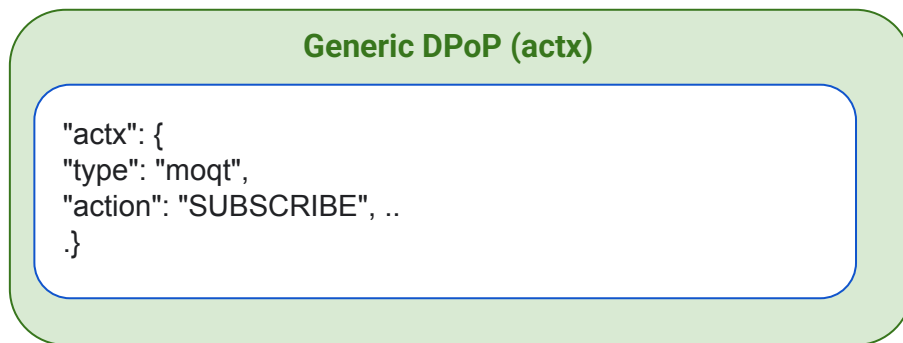 Generic DPoP (actx)
"actx": {
"type": "moqt",
"action": "SUBSCRIBE", ..
.}